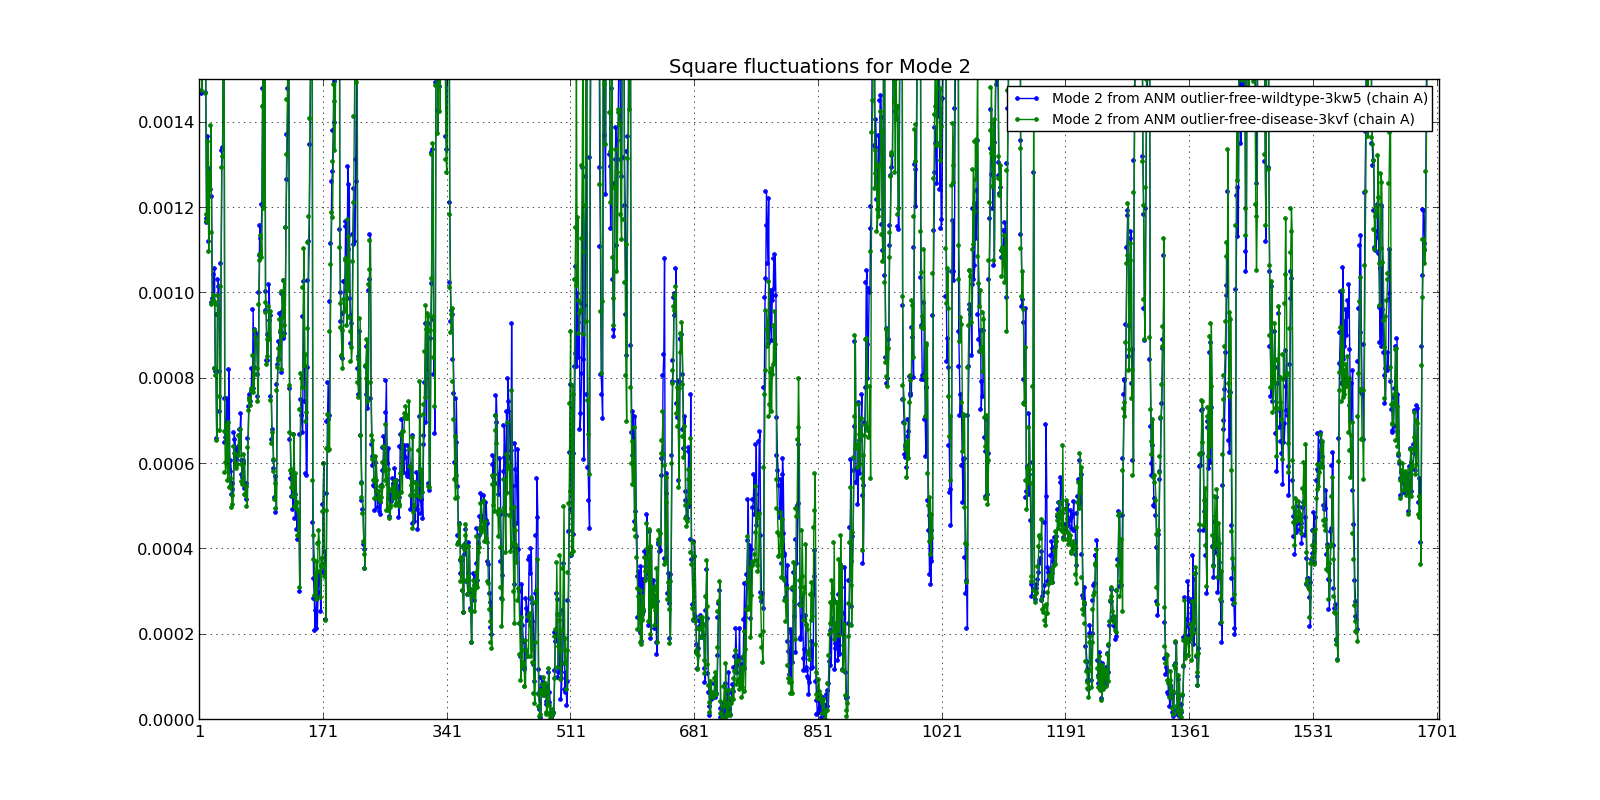 Square fluctuations for Mode 2
Mode 2 from ANM outlier-free-wildtype-3kw5 (chain A)
Mode 2 from ANM outlier-free-disease-3kvf (chain A)
0.0014
0.0012
0.0010
0.0008
0.0006
0.0004
0.0002
0.0000
1 171 341 511 681 851 1021 1191 1361 1531 1701